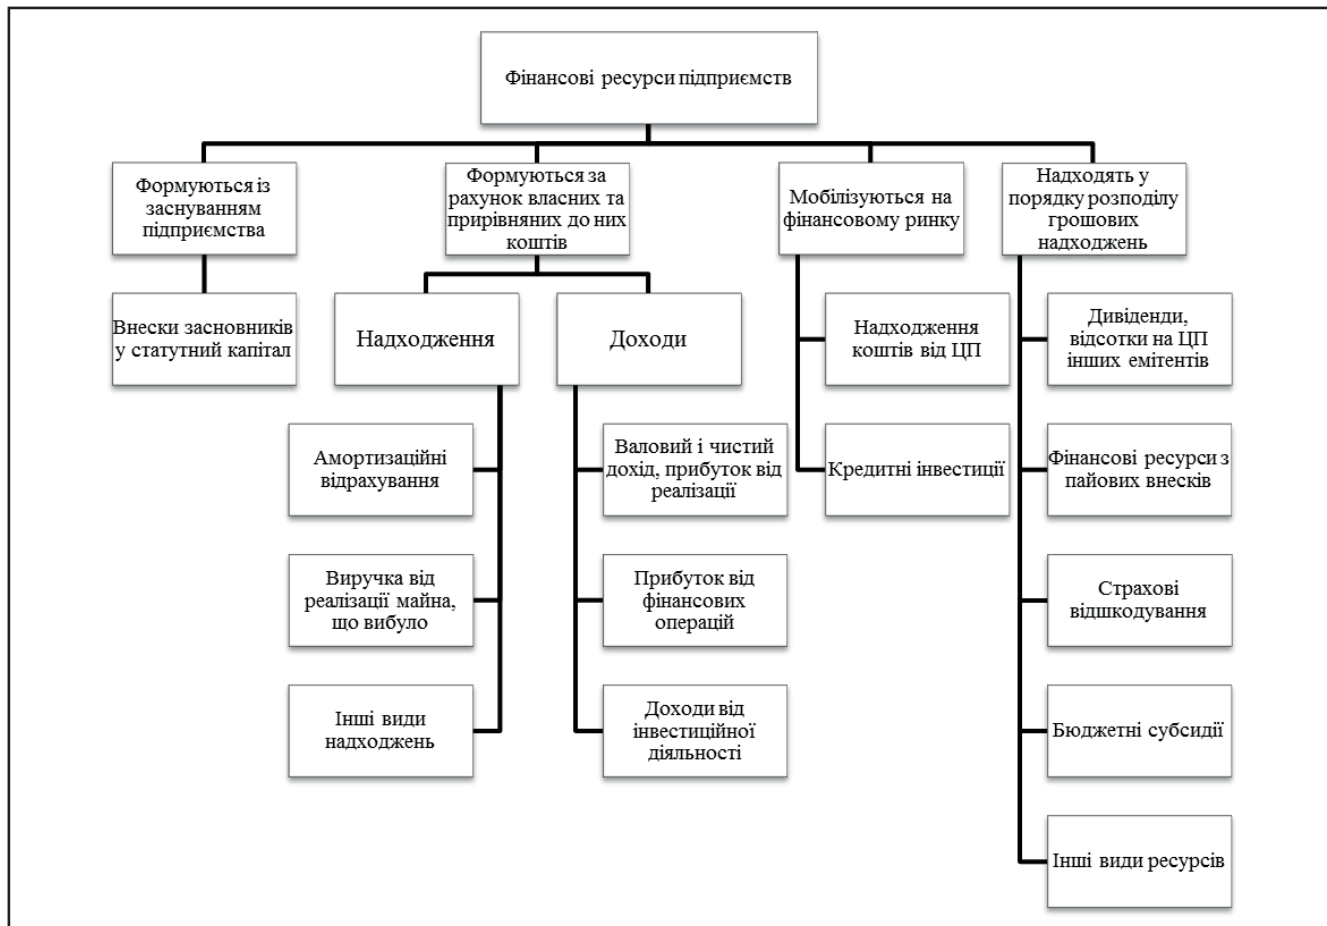 Фінансові ресурси підприємств
Формуються із
заснуванням
підприємства
Формуються за
рахунок власних та
прирівняних до них
коштів
Мобілізуються на
фінансовому ринку
Надходять у
порядку розподілу
грошових
надходжень
Внески засновників
у статутний капітал
Надходження
Доходи
Надходження
коштів від ЦП
Дивіденди,
відсотки на ЦП
інших емітентів
Амортизаційні
відрахування
Валовий і чистий
дохід, прибуток від
реалізації
Кредитні інвестиції
Фінансові ресурси з
пайових внесків
Виручка від
реалізації майна,
що вибуло
Прибуток від
фінансових
операцій
Страхові
відшкодування
Інші види
надходжень
Доходи від
інвестиційної
діяльності
Бюджетні субсидії
Інші види ресурсів